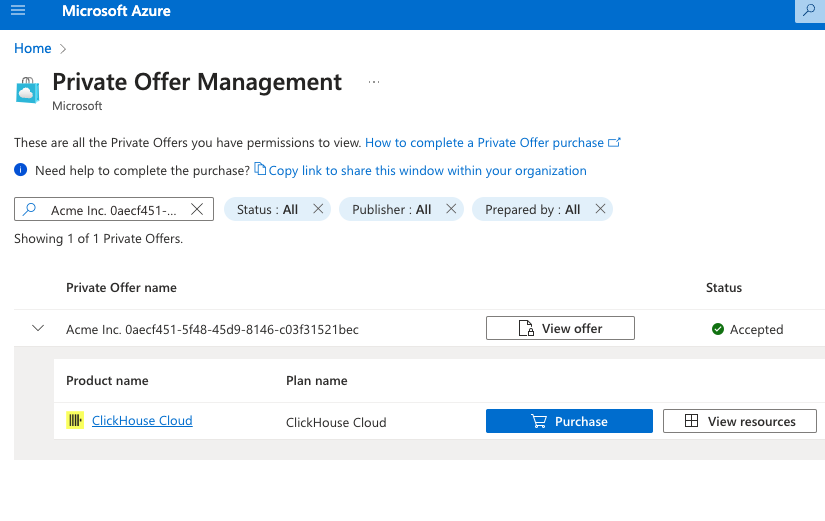 Microsoft Azure
Home
Private Offer Management ...
Microsoft
These are all the Private Offers you have permissions to view. How to complete a Private Offer purchase
Need help to complete the purchase? Copy link to share this window within your organization
Acme Inc. 0aecf451-... Status : All Publisher : All Prepared by : All
Showing 1 of 1 Private Offers.
Private Offer name Status
Acme Inc. 0aecf451-5f48-45d9-8146-c03f31521bec View offer Accepted
Product name Plan name
ClickHouse Cloud ClickHouse Cloud Purchase View resources